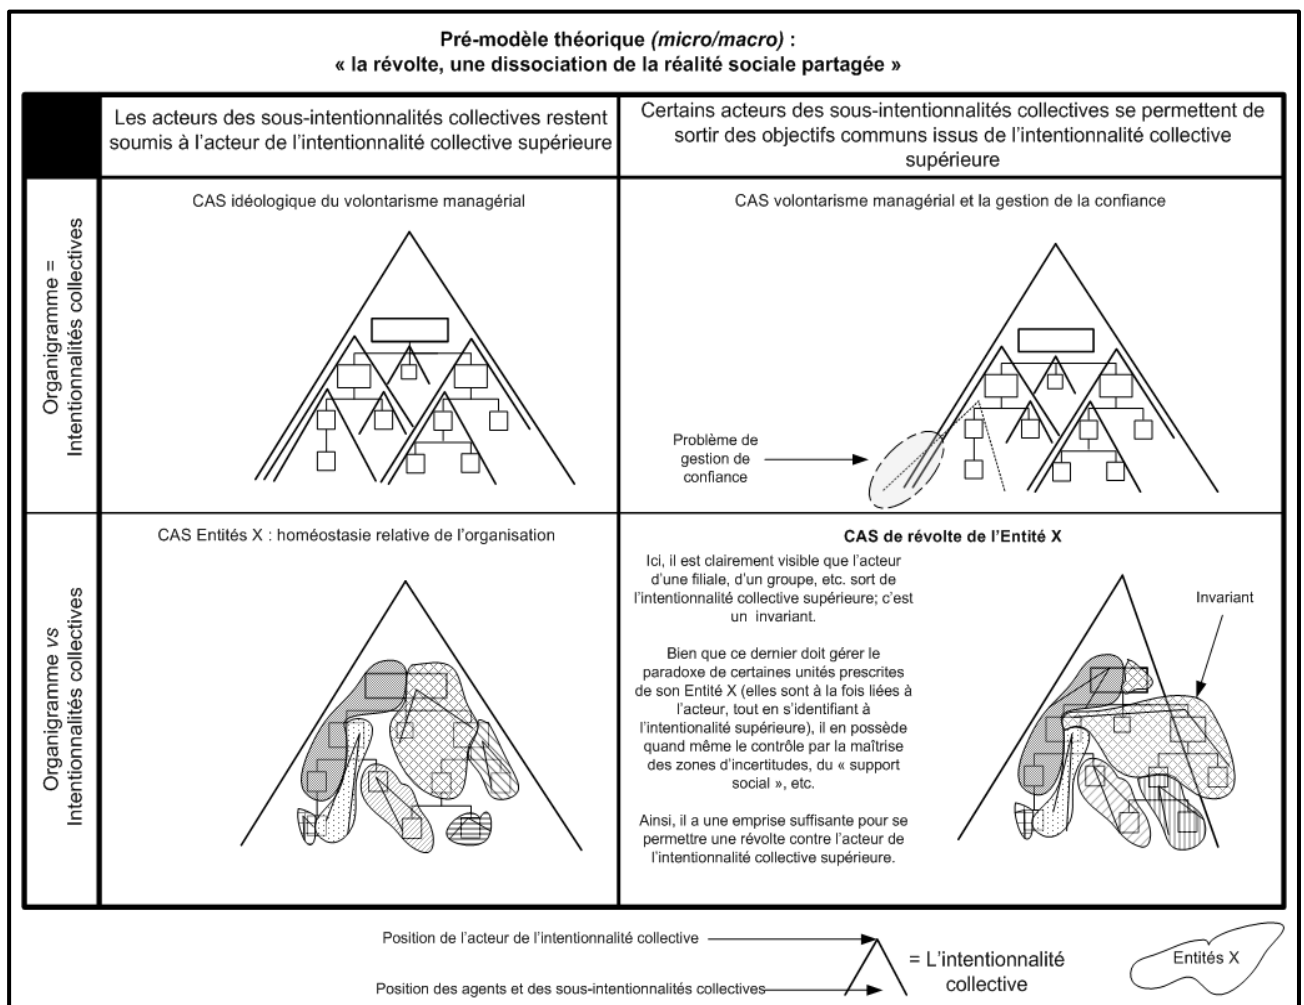 Pré-modèle théorique (micro/macro) :
« la révolte, une dissociation de la réalité sociale partagée »
Les acteurs des sous-intentionnalités collectives restent
soumis à l'acteur de l'intentionnalité collective supérieure
Certains acteurs des sous-intentionnalités collectives se permettent de
sortir des objectifs communs issus de l'intentionnalité collective
supérieure
Organigramme =
Intentionnalités collectives
CAS idéologique du volontarisme managérial
CAS volontarisme managérial et la gestion de la confiance
Problème de
gestion de
confiance
Organigramme vs
Intentionnalités collectives
CAS Entités X : homéostasie relative de l'organisation
CAS de révolte de l'Entité X
Ici, il est clairement visible que l'acteur
d'une filiale, d'un groupe, etc. sort de
l'intentionnalité collective supérieure; c'est
un invariant.
Bien que ce dernier doit gérer le
paradoxe de certaines unités prescrites
de son Entité X (elles sont à la fois liées à
l'acteur, tout en s'identifiant à
l'intentionalité supérieure), il en possède
quand même le contrôle par la maîtrise
des zones d'incertitudes, du « support
social », etc.
Ainsi, il a une emprise suffisante pour se
permettre une révolte contre l'acteur de
l'intentionnalité collective supérieure.
Invariant
Position de l'acteur de l'intentionnalité collective
Position des agents et des sous-intentionnalités collectives
= L'intentionnalité
collective
Entités X